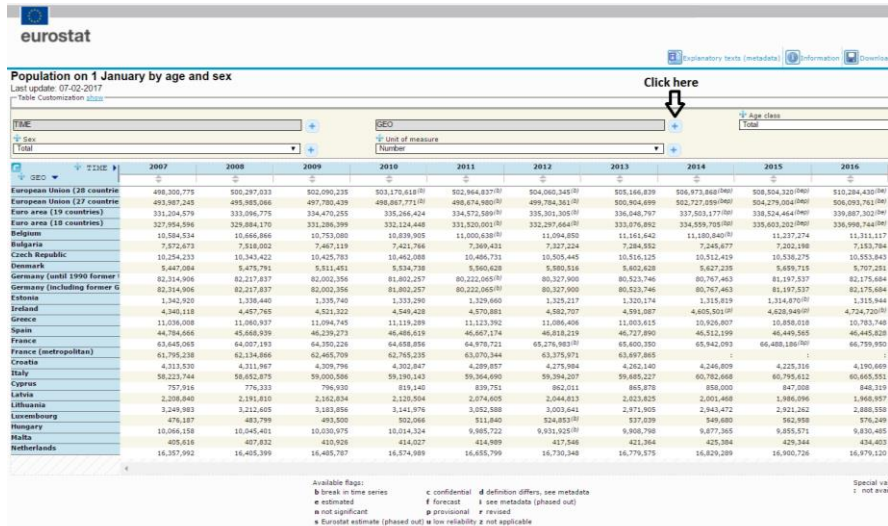 eurostat
Explanatory texts (metadata) Information Downloa
Population on 1 January by age and sex
Last update: 07-02-2017
Table Customization show
Click here
TIME + GEO + Age class
Total
Sex Unit of measure
Total + Number +
TIME 2007 2008 2009 2010 2011 2012 2013 2014 2015 2016
GEO
European Union (28 countrie 498,300,775 500,297,033 502,090,235 503,170,618(b) 502,964,837(b) 504,060,345(b) 505,166,839 506,973,868(bep) 508,504,320(bep) 510,284,430(be
European Union (27 countrie 493,987,245 495,985,066 497,780,439 498,867,771(b) 498,674,980(b) 499,784,361(b) 500,904,699 502,727,059(bep) 504,279,004(bep) 506,093,761(be
Euro area (19 countries) 331,204,579 333,096,775 334,470,255 335,266,424 334,572,589(b) 335,301,305(b) 336,048,797 337,503,177(bp) 338,524,464(bp) 339,887,302(be
Euro area (18 countries) 327,954,596 329,884,170 331,286,399 332,124,448 331,520,001(b) 332,297,664(b) 333,076,892 334,559,705(bp) 335,603,202(bep) 336,998,744(be
Belgium 10,584,534 10,666,866 10,753,080 10,839,905 11,000,638(b) 11,094,850 11,161,642 11,180,840(b) 11,237,274 11,311,117
Bulgaria 7,572,673 7,518,002 7,467,119 7,421,766 7,369,431 7,327,224 7,284,552 7,245,677 7,202,198 7,153,784
Czech Republic 10,254,233 10,343,422 10,425,783 10,462,088 10,486,731 10,505,445 10,516,125 10,512,419 10,538,275 10,553,843
Denmark 5,447,084 5,475,791 5,511,451 5,534,738 5,560,628 5,580,516 5,602,628 5,627,235 5,659,715 5,707,251
Germany (until 1990 former 82,314,906 82,217,837 82,002,356 81,802,257 80,222,065(b) 80,327,900 80,523,746 80,767,463 81,197,537 82,175,684
Germany (including former G 82,314,906 82,217,837 82,002,356 81,802,257 80,222,065(b) 80,327,900 80,523,746 80,767,463 81,197,537 82,175,684
Estonia 1,342,920 1,338,440 1,335,740 1,333,290 1,329,660 1,325,217 1,320,174 1,315,819 1,314,870(b) 1,315,944
Ireland 4,340,118 4,457,765 4,521,322 4,549,428 4,570,881 4,582,707 4,591,087 4,605,501(p) 4,628,949(p) 4,724,720(b
Greece 11,036,008 11,060,937 11,094,745 11,119,289 11,123,392 11,086,406 11,003,615 10,926,807 10,858,018 10,783,748
Spain 44,784,666 45,668,939 46,239,273 46,486,619 46,667,174 46,818,219 46,727,890 46,512,199 46,449,565 46,445,828
France 63,645,065 64,007,193 64,350,226 64,658,856 64,978,721 65,276,983(b) 65,600,350 65,942,093 66,488,186(bp) 66,759,950
France (metropolitan) 61,795,238 62,134,866 62,465,709 62,765,235 63,070,344 63,375,971 63,697,865 : : :
Croatia 4,313,530 4,311,967 4,309,796 4,302,847 4,289,857 4,275,984 4,262,140 4,246,809 4,225,316 4,190,669
Italy 58,223,744 58,652,875 59,000,586 59,190,143 59,364,690 59,394,207 59,685,227 60,782,668 60,795,612 60,665,551
Cyprus 757,916 776,333 796,930 819,140 839,751 862,011 865,878 858,000 847,008 848,319
Latvia 2,208,840 2,191,810 2,162,834 2,120,504 2,074,605 2,044,813 2,023,825 2,001,468 1,986,096 1,968,957
Lithuania 3,249,983 3,212,605 3,183,856 3,141,976 3,052,588 3,003,641 2,971,905 2,943,472 2,921,262 2,888,558
Luxembourg 476,187 483,799 493,500 502,066 511,840 524,853(b) 537,039 549,680 562,958 576,249
Hungary 10,066,158 10,045,401 10,030,975 10,014,324 9,985,722 9,931,925(b) 9,908,798 9,877,365 9,855,571 9,830,485
Malta 405,616 407,832 410,926 414,027 414,989 417,546 421,364 425,384 429,344 434,403
Netherlands 16,357,992 16,405,399 16,485,787 16,574,989 16,655,799 16,730,348 16,779,575 16,829,289 16,900,726 16,979,120
Available flags: Special va
b break in time series c confidential d definition differs, see metadata : not avai
e estimated f forecast i see metadata (phased out)
n not significant p provisional r revised
s Eurostat estimate (phased out) u low reliability z not applicable